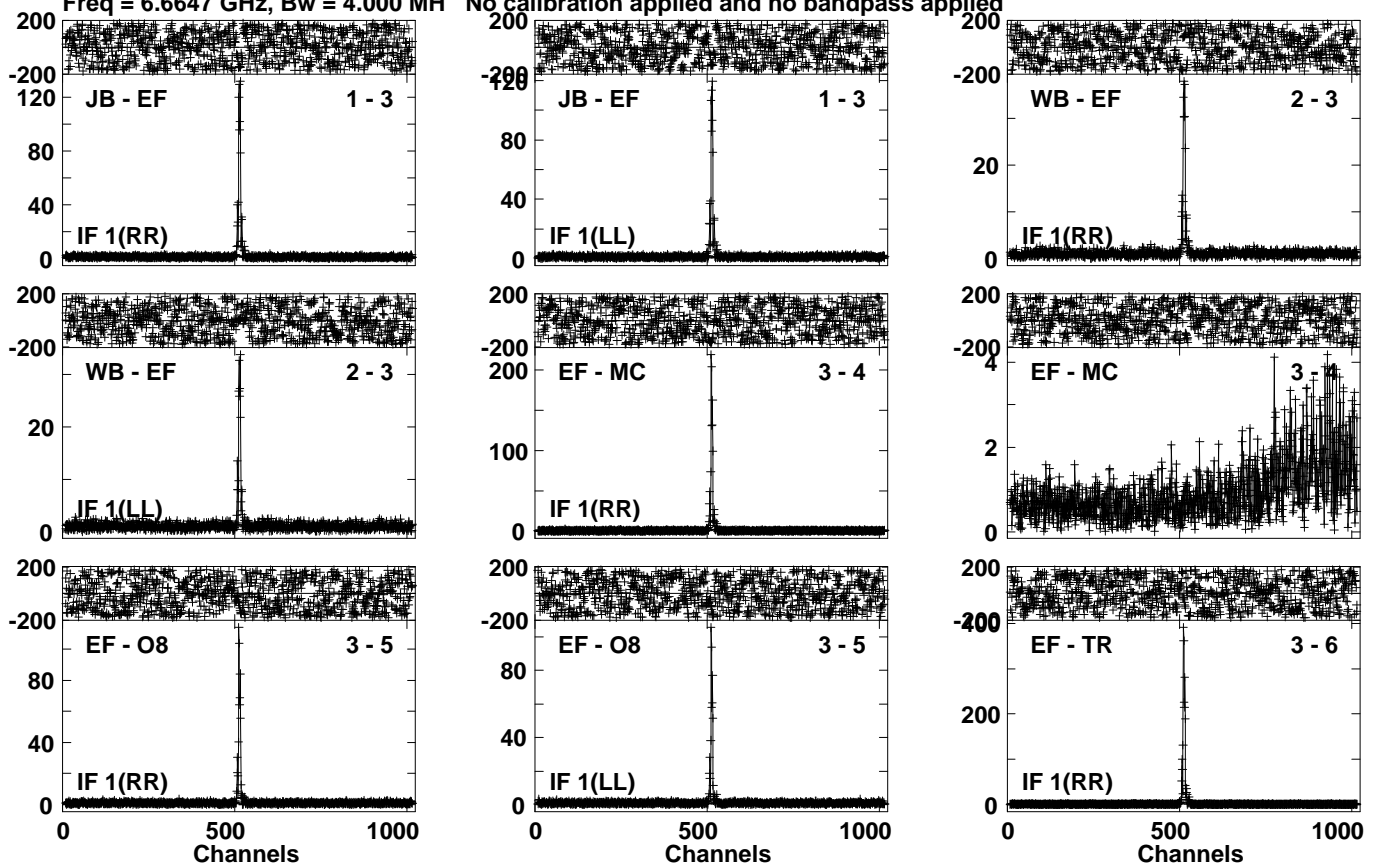 Freq = 6.6647 GHz, Bw = 4.000 MH No calibration applied and no bandpass applied
200
-200
120
80
40
0
JB - EF 1 - 3
IF 1(RR)
200
-200
120
80
40
0
JB - EF 1 - 3
IF 1(LL)
200
-200
20
0
WB - EF 2 - 3
IF 1(RR)
200
-200
20
0
WB - EF 2 - 3
IF 1(LL)
200
-200
200
100
0
EF - MC 3 - 4
IF 1(RR)
200
-200
4
2
0
EF - MC 3 - 4
200
-200
80
40
0
EF - O8 3 - 5
IF 1(RR)
0 500 1000
Channels
200
-200
80
40
0
EF - O8 3 - 5
IF 1(LL)
0 500 1000
Channels
200
-200
400
200
0
EF - TR 3 - 6
IF 1(RR)
0 500 1000
Channels